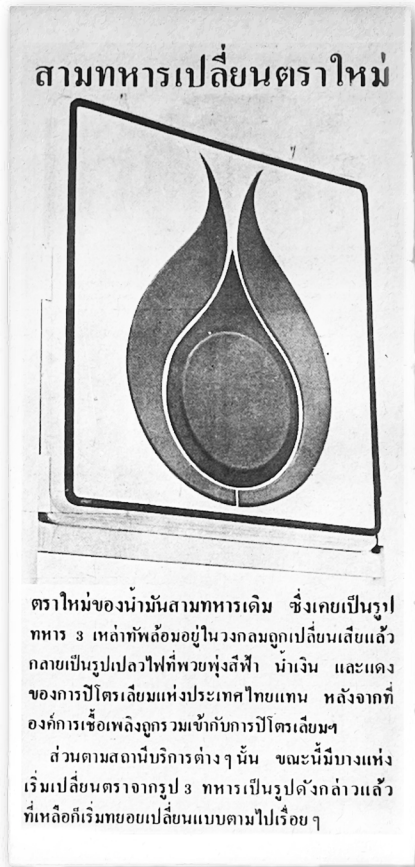 สามทหารเปลี่ยนตราใหม่
ตราใหม่ของน้ำมันสามทหารเดิม ซึ่งเคยเป็นรูป
ทหาร 3 เหล่าทัพล้อมอยู่ในวงกลมถูกเปลี่ยนเสียแล้ว
กลายเป็นรูปเปลวไฟที่พวยพุ่งสีฟ้า น้ำเงิน และแดง
ของการปิโตรเลียมแห่งประเทศไทยแทน หลังจากที่
องค์การเชื้อเพลิงถูกรวมเข้ากับการปิโตรเลียมฯ
ส่วนตามสถานีบริการต่าง ๆ นั้น ขณะนี้มีบางแห่ง
เริ่มเปลี่ยนตราจากรูป 3 ทหารเป็นรูปดังกล่าวแล้ว
ที่เหลือก็เริ่มทยอยเปลี่ยนแบบตามไปเรื่อย ๆ